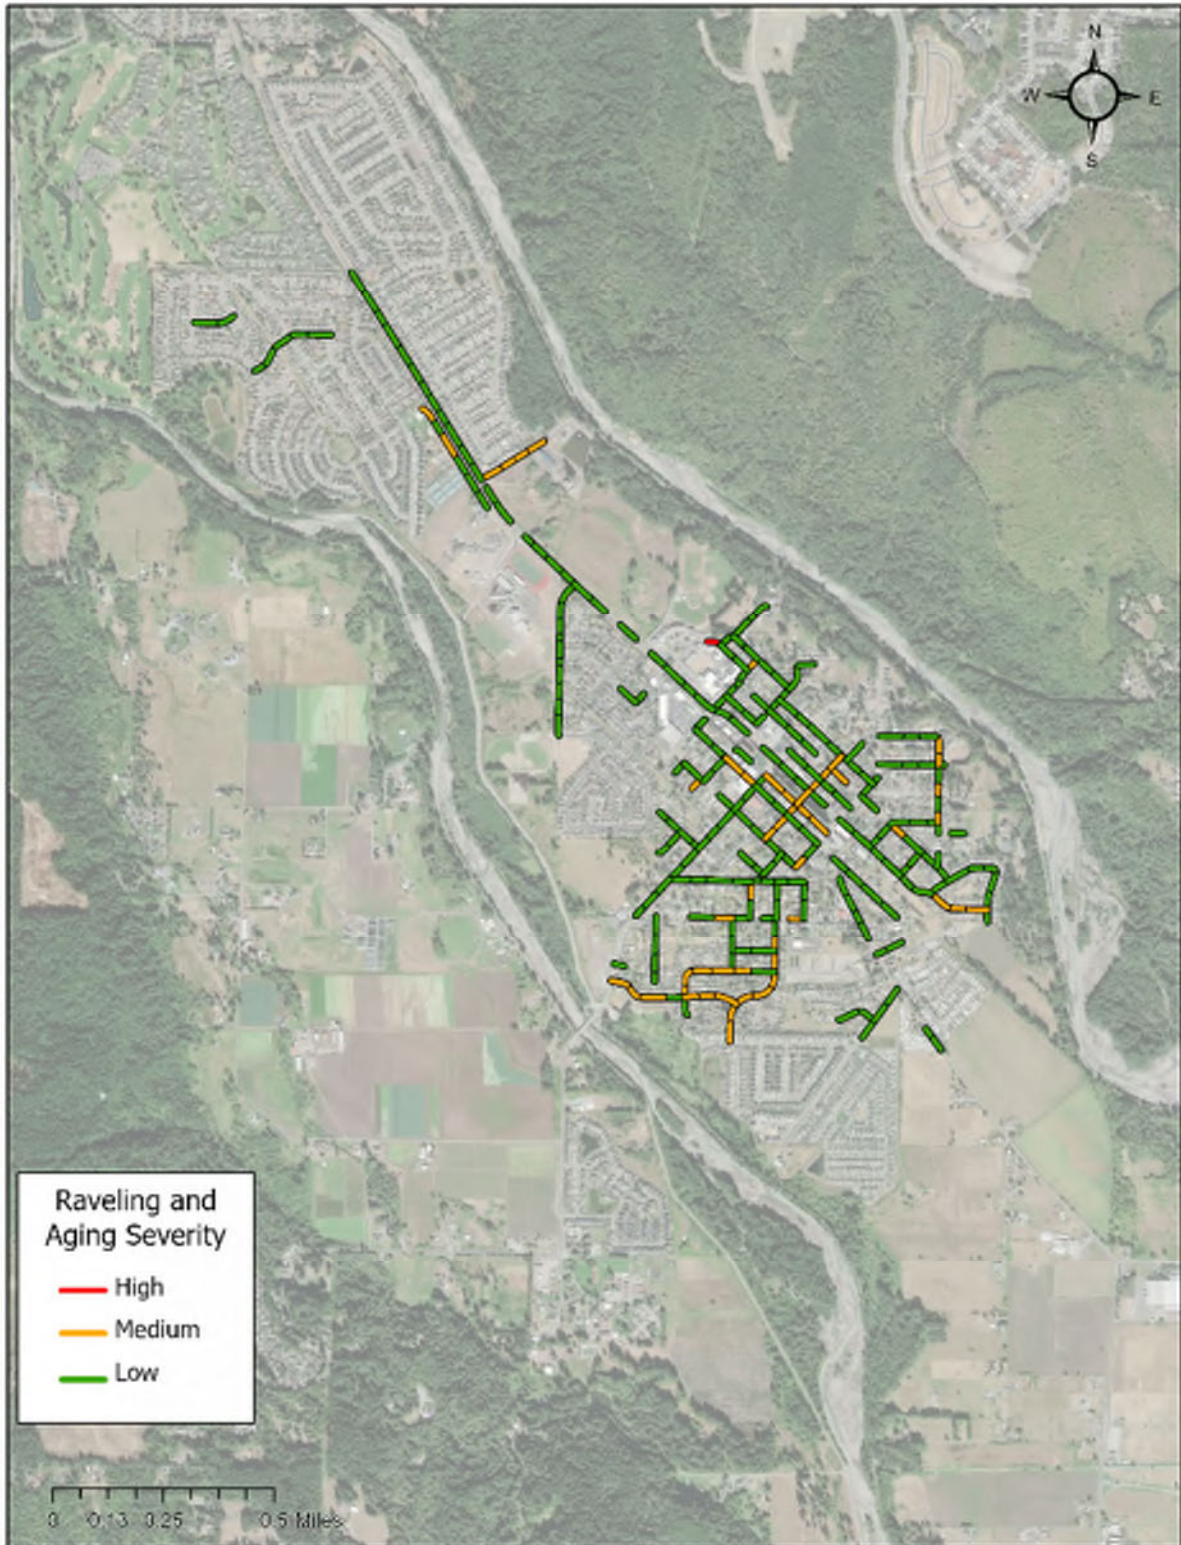 N
W E
S
Raveling and
Aging Severity
High
Medium
Low
0 0.13 0.25 0.5 Miles